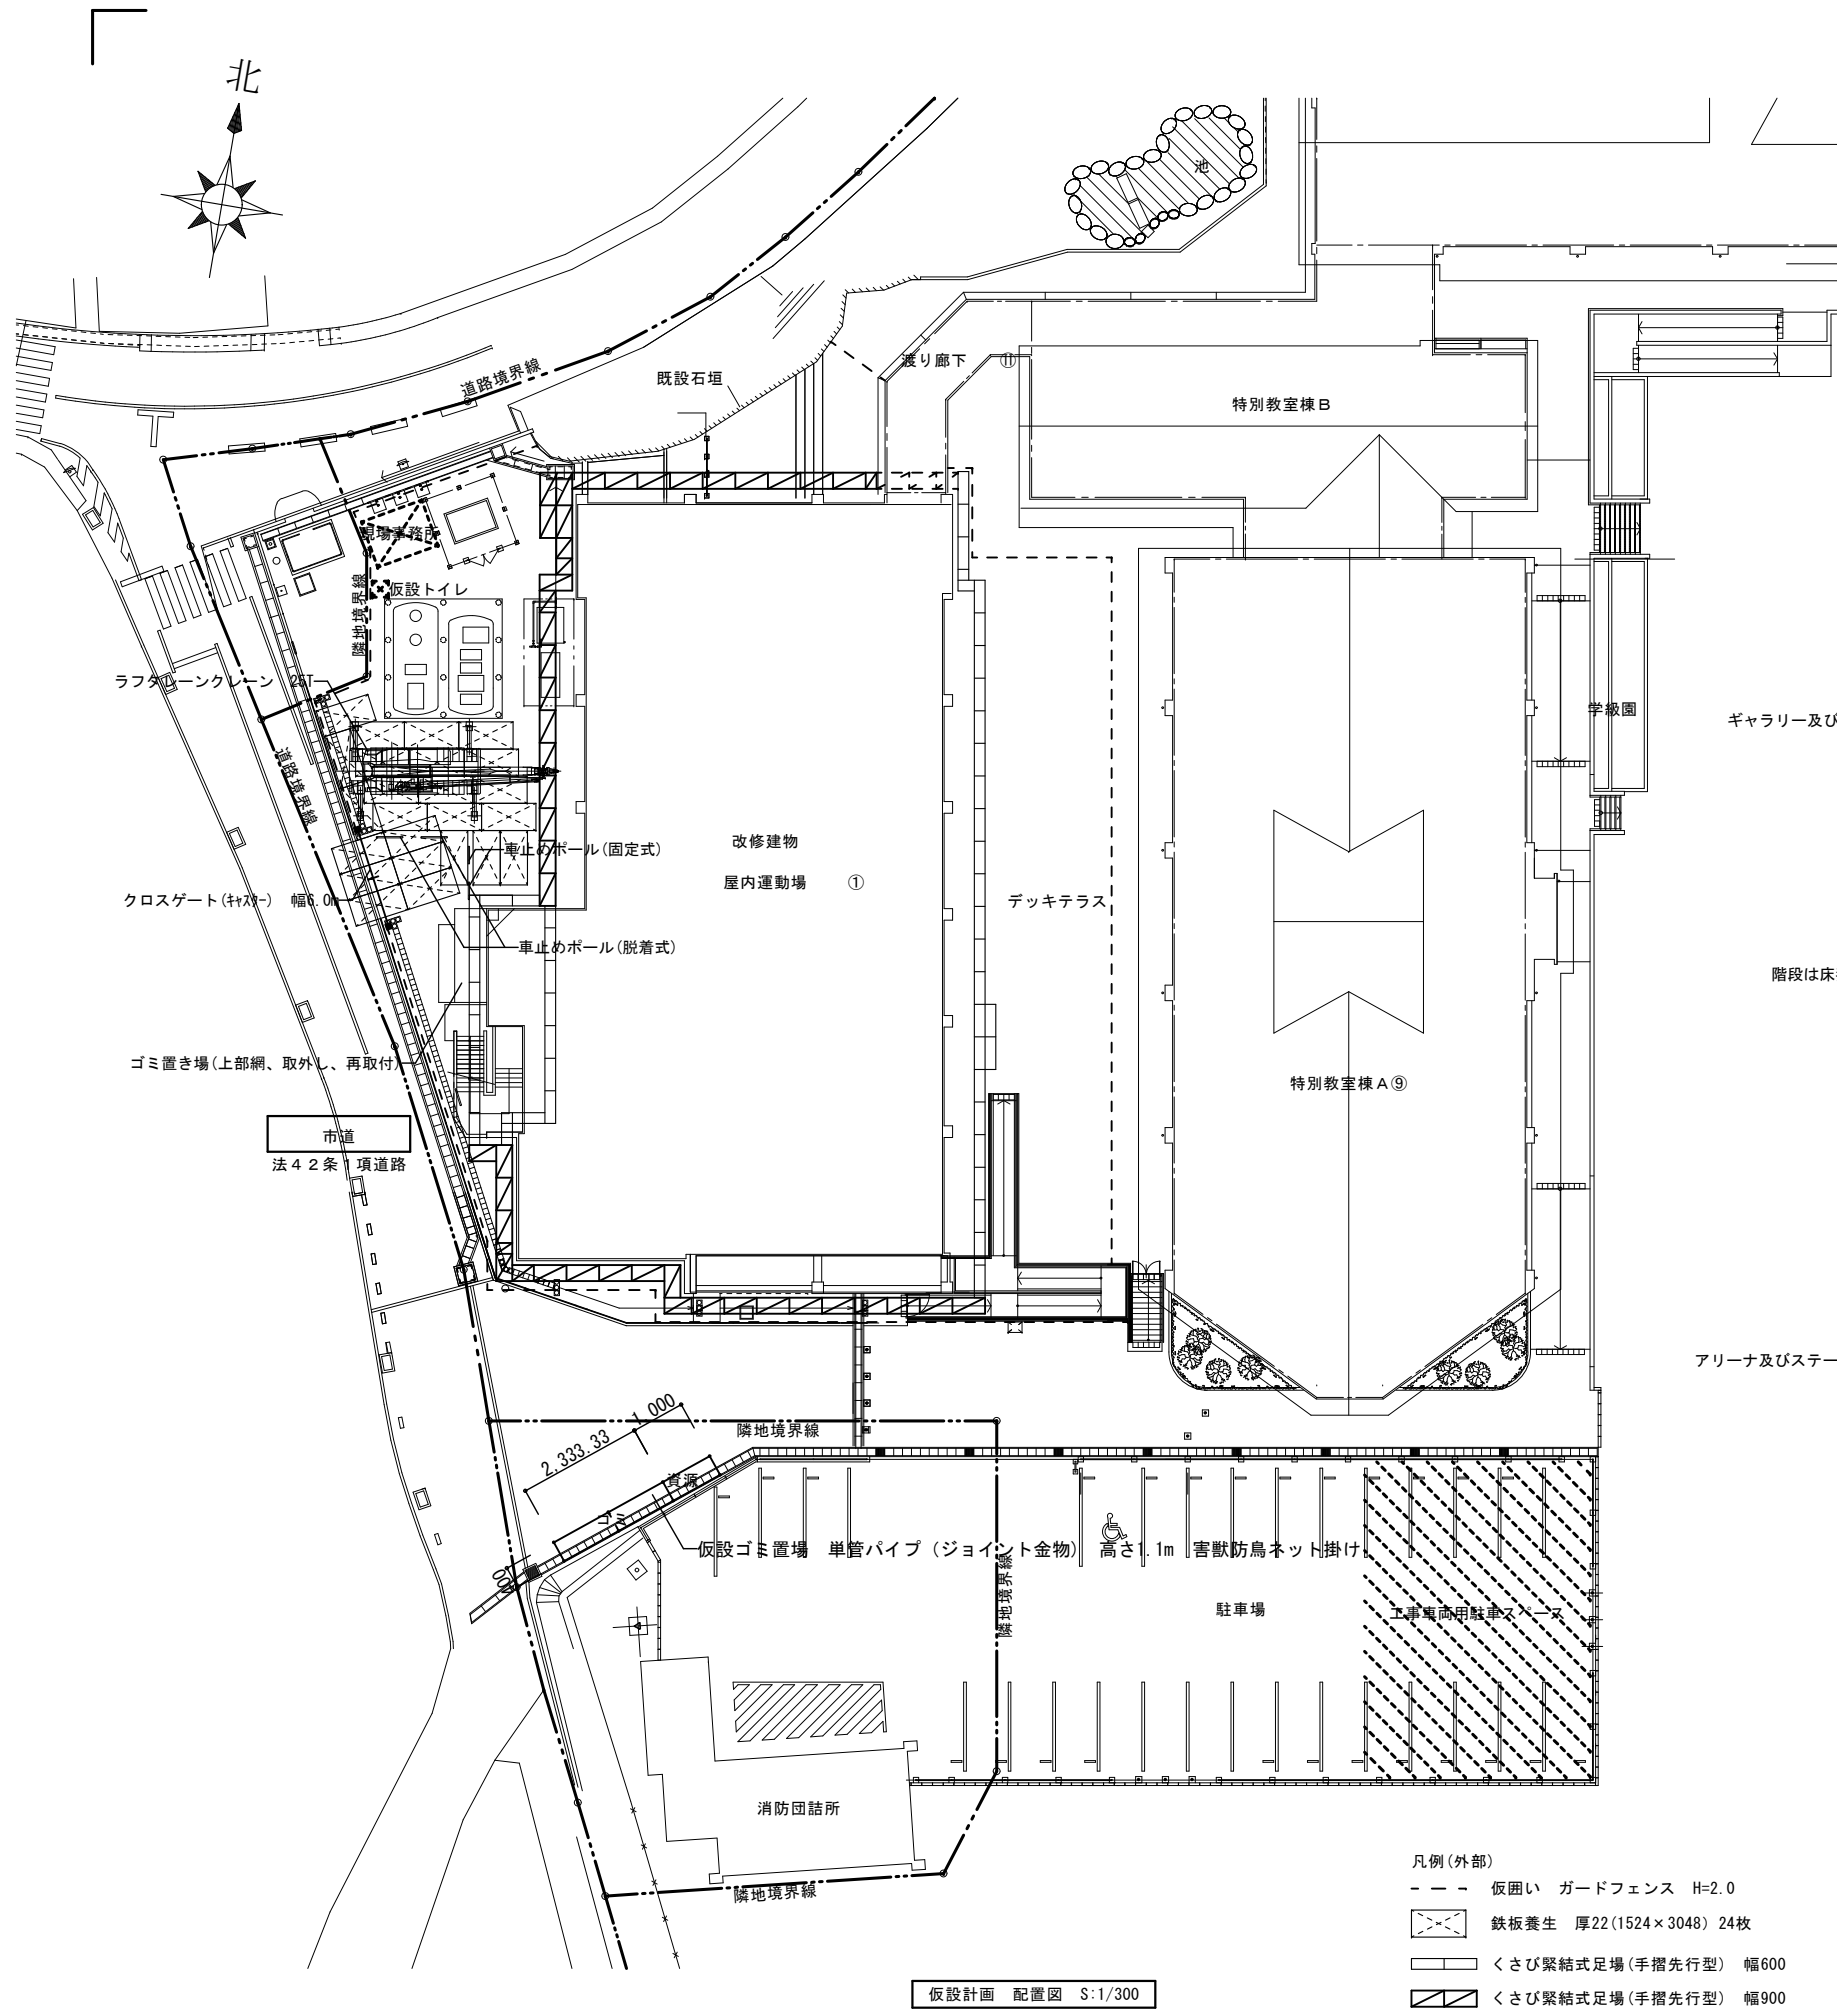 北
池
道路境界線
既設石垣
渡り廊下 ⑪
特別教室棟B
現場事務所
仮設トイレ
隣地境界線
ラフタレーンクレーン 25T
道路境界線
学級園
ギャラリー及び
改修建物
屋内運動場 ①
車止めポール(固定式)
クロスゲート(ｷｬｽﾀｰ) 幅6.0m
デッキテラス
車止めポール(脱着式)
階段は床
ゴミ置き場(上部網、取外し、再取付)
特別教室棟A⑨
市道
法42条1項道路
アリーナ及びステー
1,000
2,333.33
隣地境界線
資源
ゴミ
仮設ゴミ置場 単管パイプ（ジョイント金物） 高さ1.1m 害獣防鳥ネット掛け
400
隣地境界線
駐車場
工事車両用駐車スペース
消防団詰所
隣地境界線
凡例(外部)
仮囲い ガードフェンス H=2.0
鉄板養生 厚22(1524×3048) 24枚
くさび緊結式足場(手摺先行型) 幅600
くさび緊結式足場(手摺先行型) 幅900
仮設計画 配置図 S:1/300